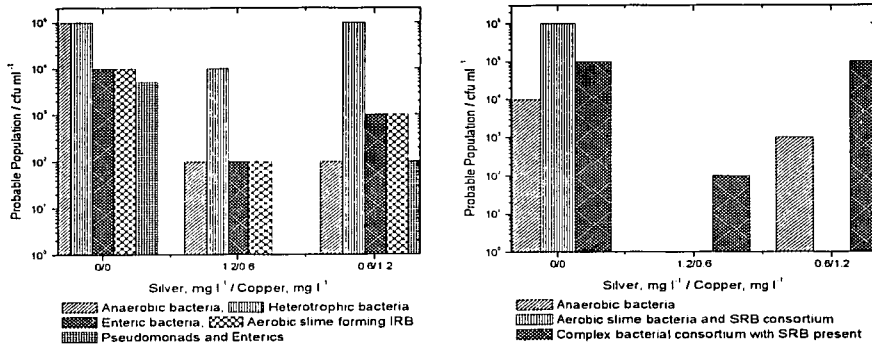 10⁵
10⁴
10³
10²
10¹
10⁰
Probable Population / cfu ml⁻¹
0/0
1.2/0.6
0.6/1.2
Silver, mg l⁻¹ / Copper, mg l⁻¹
Anaerobic bacteria, Heterotrophic bacteria
Enteric bacteria, Aerobic slime forming IRB
Pseudomonads and Enterics
10⁶
10⁵
10⁴
10³
10²
10¹
10⁰
Probable Population / cfu ml⁻¹
0/0
1.2/0.6
0.6/1.2
Silver, mg l⁻¹ / Copper, mg l⁻¹
Anaerobic bacteria
Aerobic slime bacteria and SRB consortium
Complex bacterial consortium with SRB present